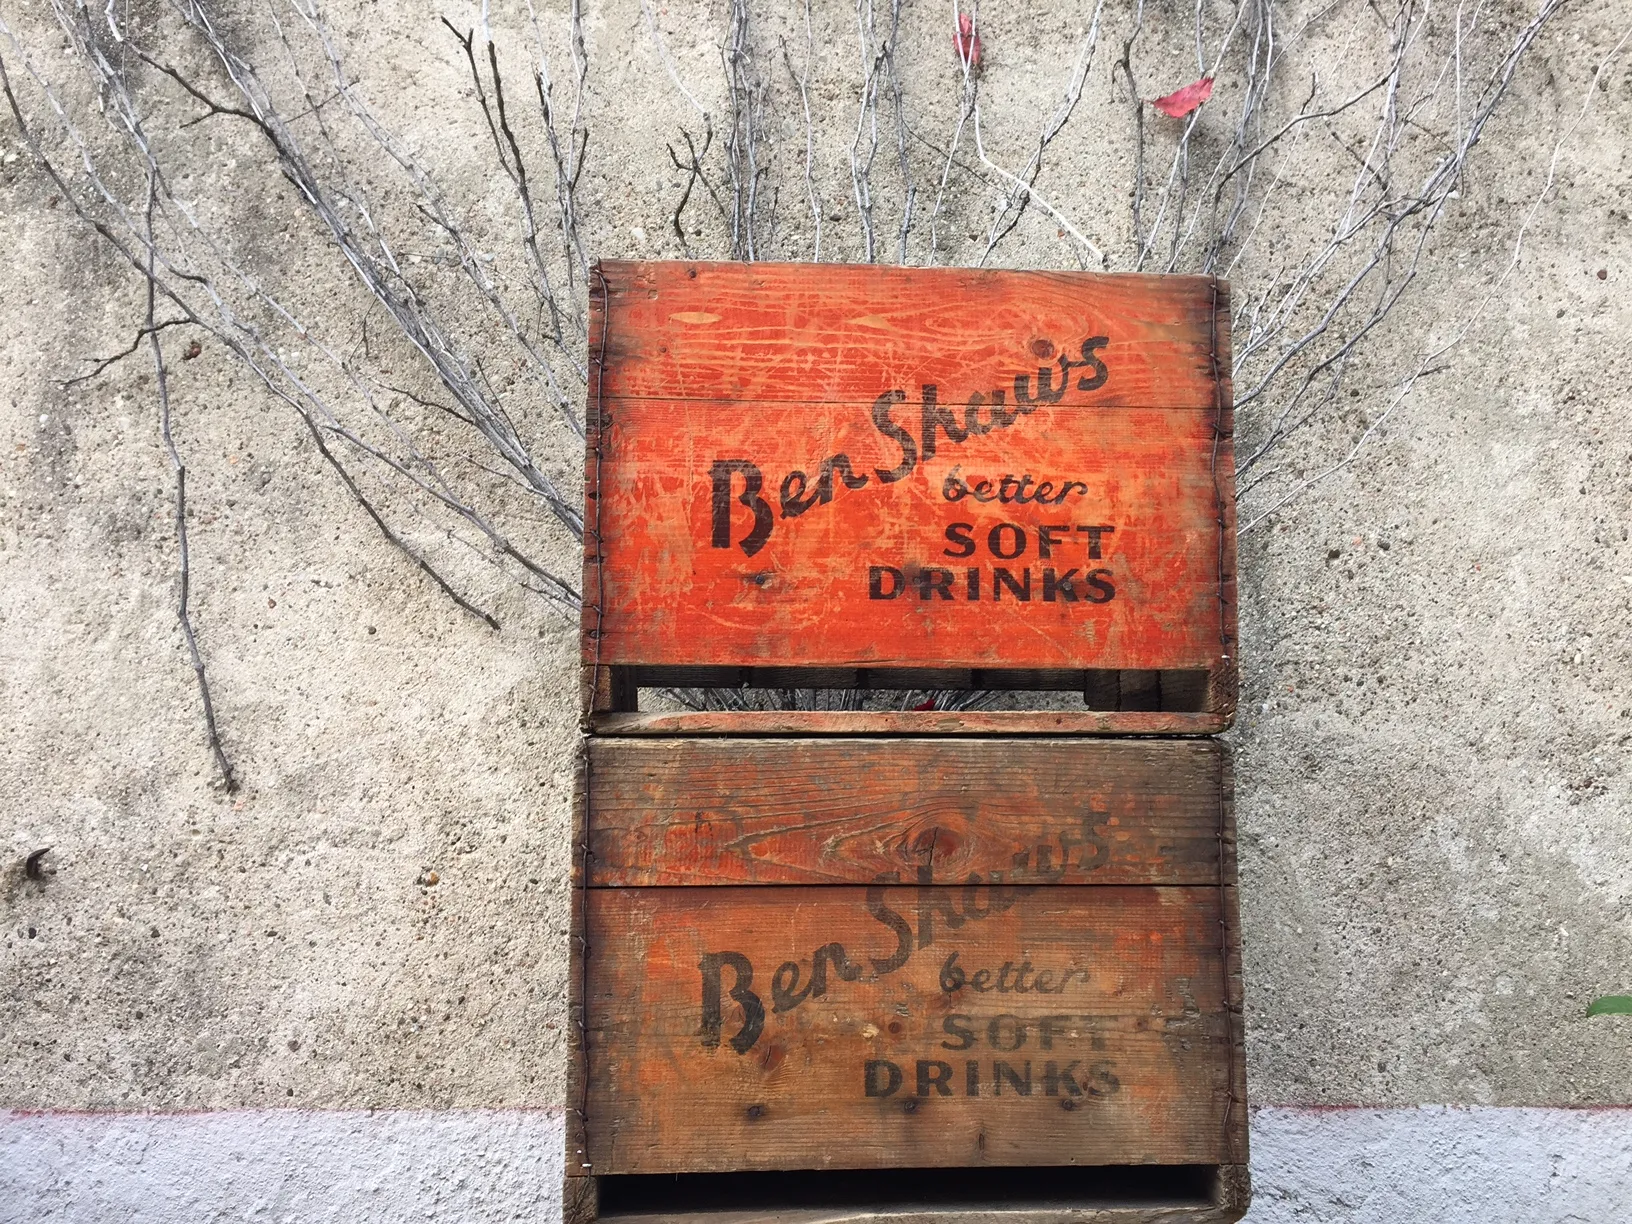 Ben Shaws
better
SOFT
DRINKS
Ben Shaws
better
SOFT
DRINKS